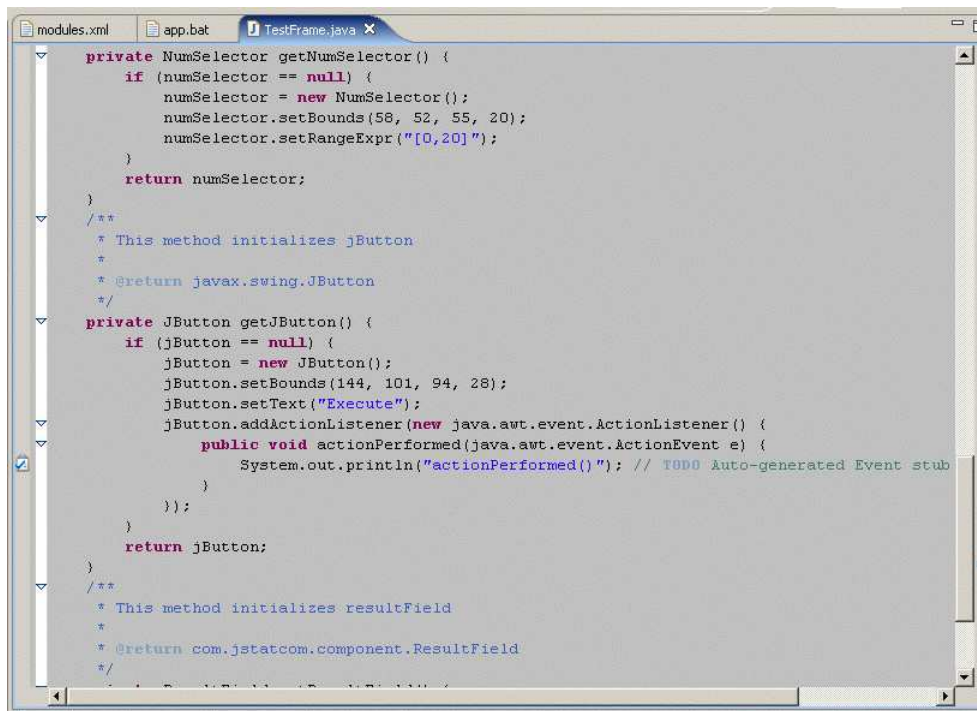 modules.xml app.bat TestFrame.java
private NumSelector getNumSelector() {
if (numSelector == null) {
numSelector = new NumSelector();
numSelector.setBounds(58, 52, 55, 20);
numSelector.setRangeExpr("[0,20]");
}
return numSelector;
}
/**
* This method initializes jButton
*
* @return javax.swing.JButton
*/
private JButton getJButton() {
if (jButton == null) {
jButton = new JButton();
jButton.setBounds(144, 101, 94, 28);
jButton.setText("Execute");
jButton.addActionListener(new java.awt.event.ActionListener() {
public void actionPerformed(java.awt.event.ActionEvent e) {
System.out.println("actionPerformed()"); // TODO Auto-generated Event stub
}
});
}
return jButton;
}
/**
* This method initializes resultField
*
* @return com.jstatcom.component.ResultField
*/